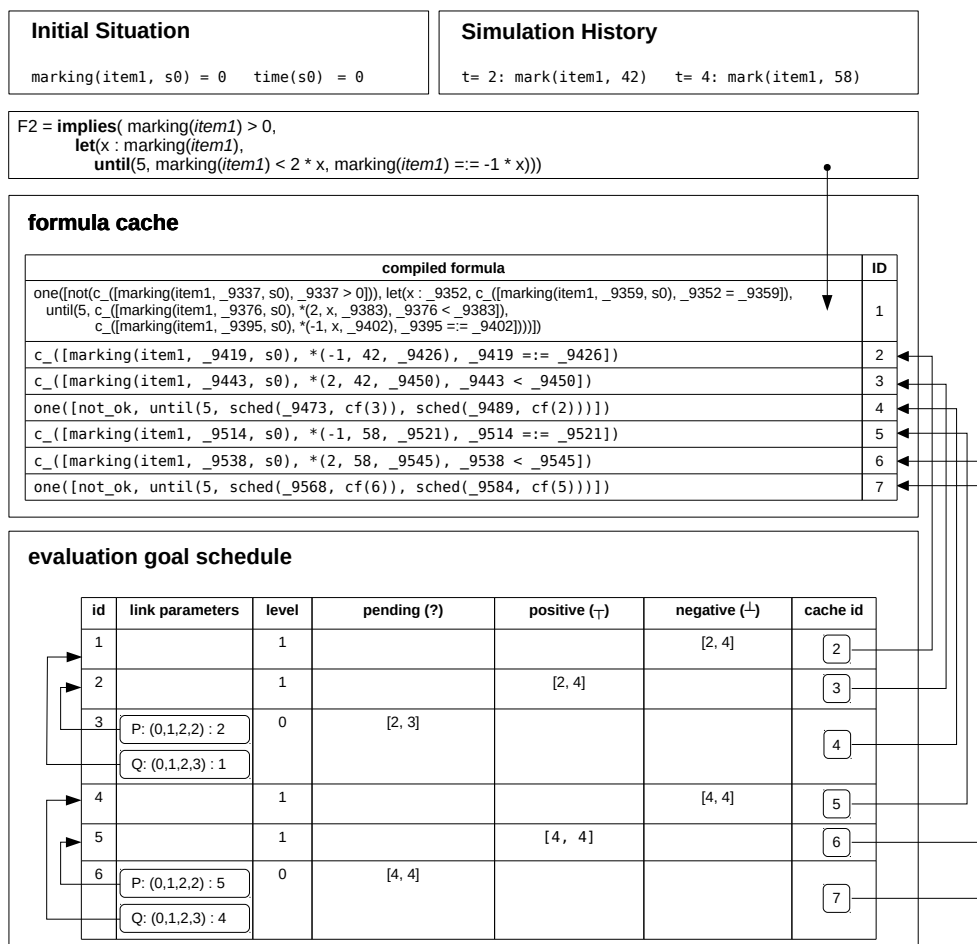 Initial Situation
marking(item1, s0) = 0 time(s0) = 0
Simulation History
t= 2: mark(item1, 42) t= 4: mark(item1, 58)
F2 = implies( marking(item1) > 0,
let(x : marking(item1),
until(5, marking(item1) < 2 * x, marking(item1) =:= -1 * x)))
formula cache
compiled formula ID
one([not(c_([marking(item1, _9337, s0), _9337 > 0])), let(x : _9352, c_([marking(item1, _9359, s0), _9352 = _9359]),
until(5, c_([marking(item1, _9376, s0), *(2, x, _9383), _9376 < _9383]),
c_([marking(item1, _9395, s0), *(-1, x, _9402), _9395 =:= _9402])))]) 1
c_([marking(item1, _9419, s0), *(-1, 42, _9426), _9419 =:= _9426]) 2
c_([marking(item1, _9443, s0), *(2, 42, _9450), _9443 < _9450]) 3
one([not_ok, until(5, sched(_9473, cf(3)), sched(_9489, cf(2)))]) 4
c_([marking(item1, _9514, s0), *(-1, 58, _9521), _9514 =:= _9521]) 5
c_([marking(item1, _9538, s0), *(2, 58, _9545), _9538 < _9545]) 6
one([not_ok, until(5, sched(_9568, cf(6)), sched(_9584, cf(5)))]) 7
evaluation goal schedule
id link parameters level pending (?) positive (┬) negative (┴) cache id
1 1 [2, 4] 2
2 1 [2, 4] 3
3 P: (0,1,2,2) : 2 0 [2, 3] 4
Q: (0,1,2,3) : 1
4 1 [4, 4] 5
5 1 [4, 4] 6
6 P: (0,1,2,2) : 5 0 [4, 4] 7
Q: (0,1,2,3) : 4